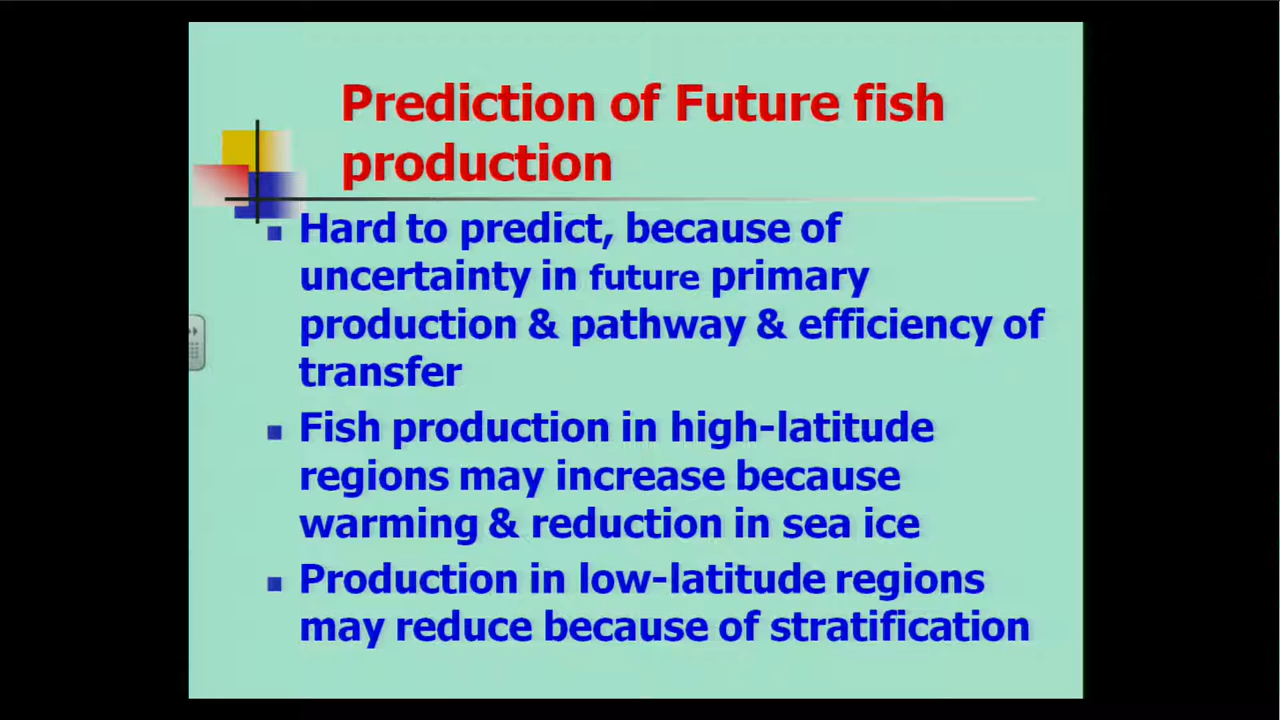 Prediction of Future fish
production
Hard to predict, because of
uncertainty in future primary
production & pathway & efficiency of
transfer
Fish production in high-latitude
regions may increase because
warming & reduction in sea ice
Production in low-latitude regions
may reduce because of stratification